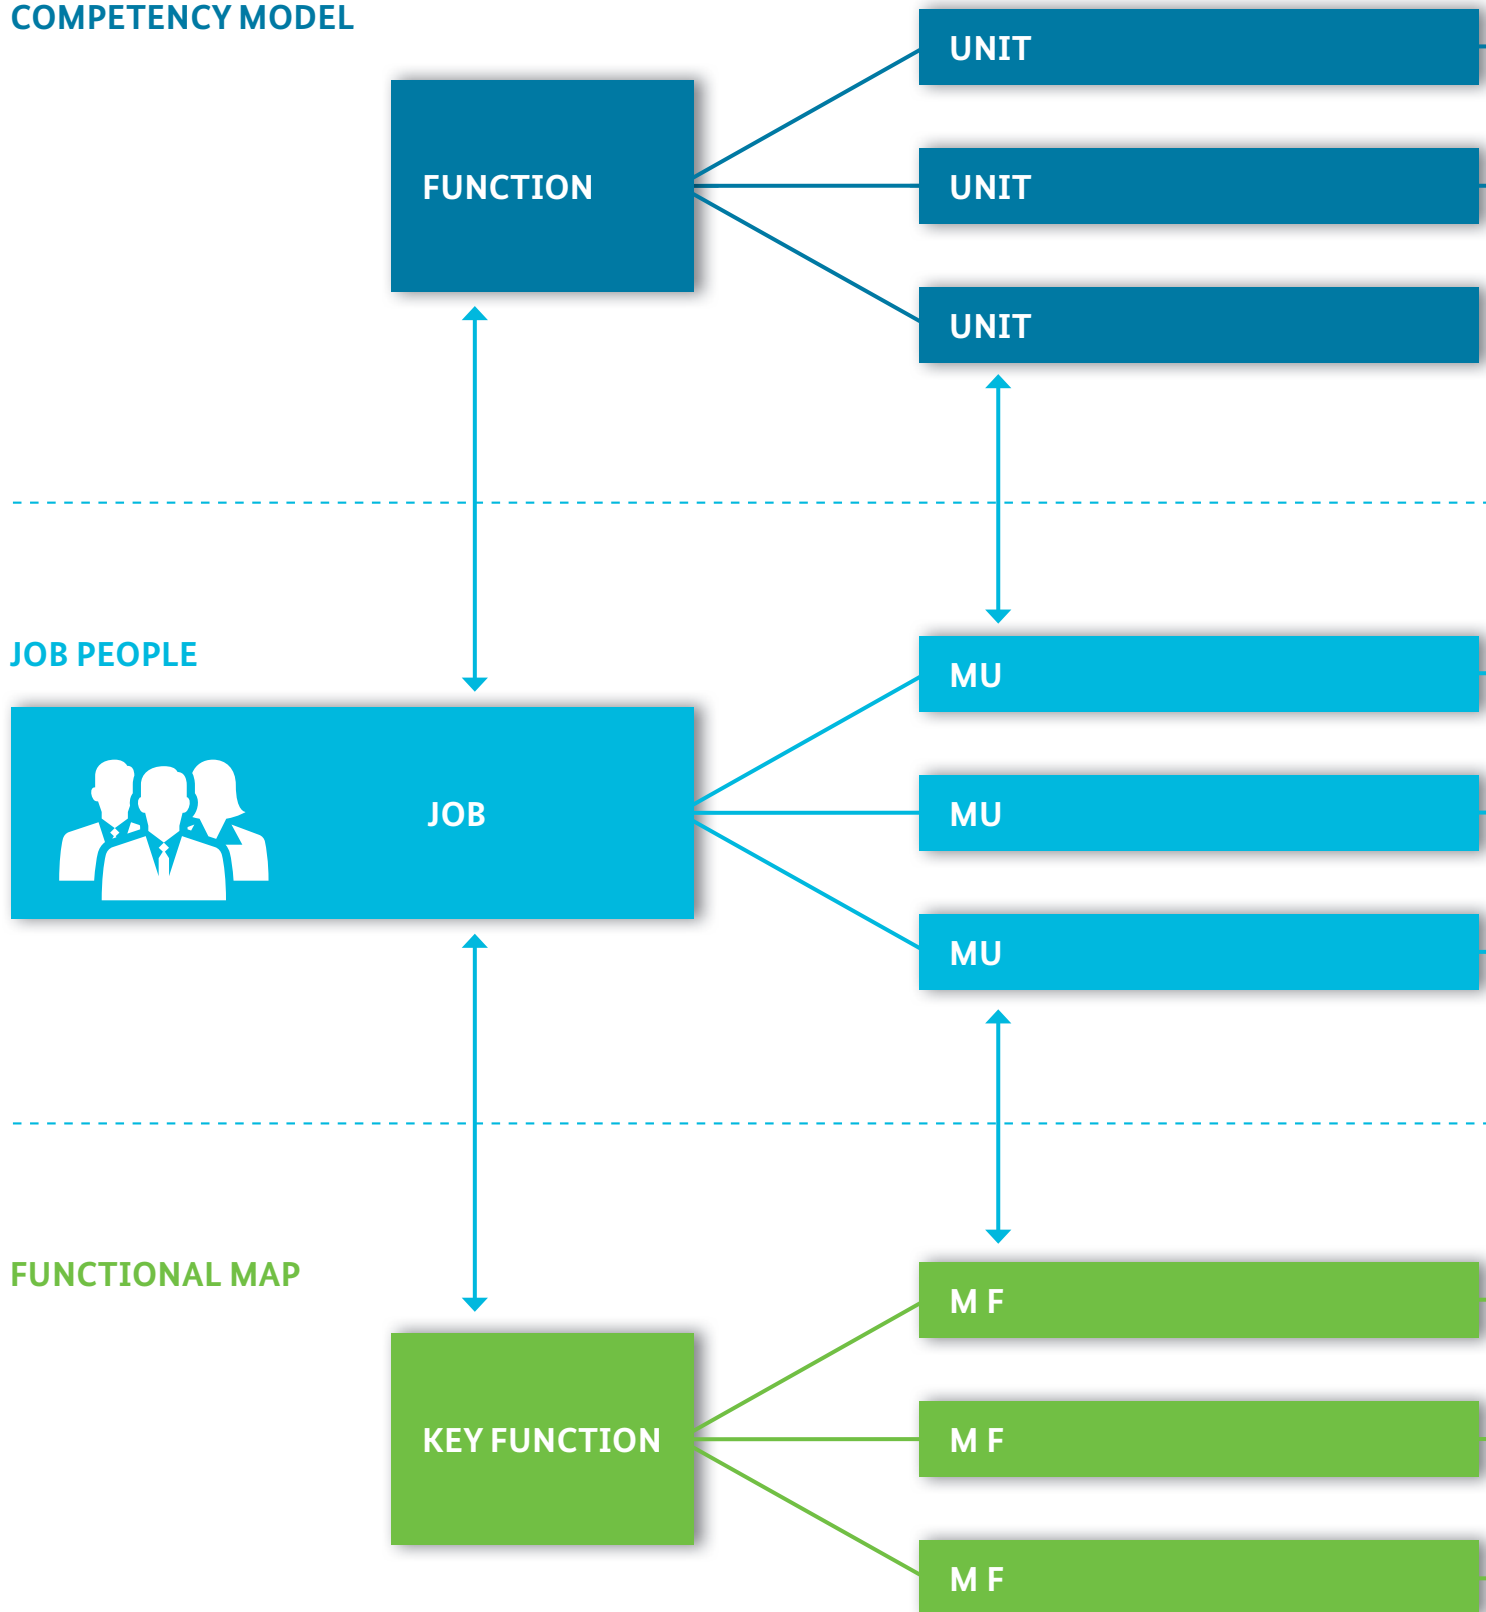 COMPETENCY MODEL
UNIT
FUNCTION
UNIT
UNIT
JOB PEOPLE
MU
JOB
MU
MU
FUNCTIONAL MAP
M F
KEY FUNCTION
M F
M F